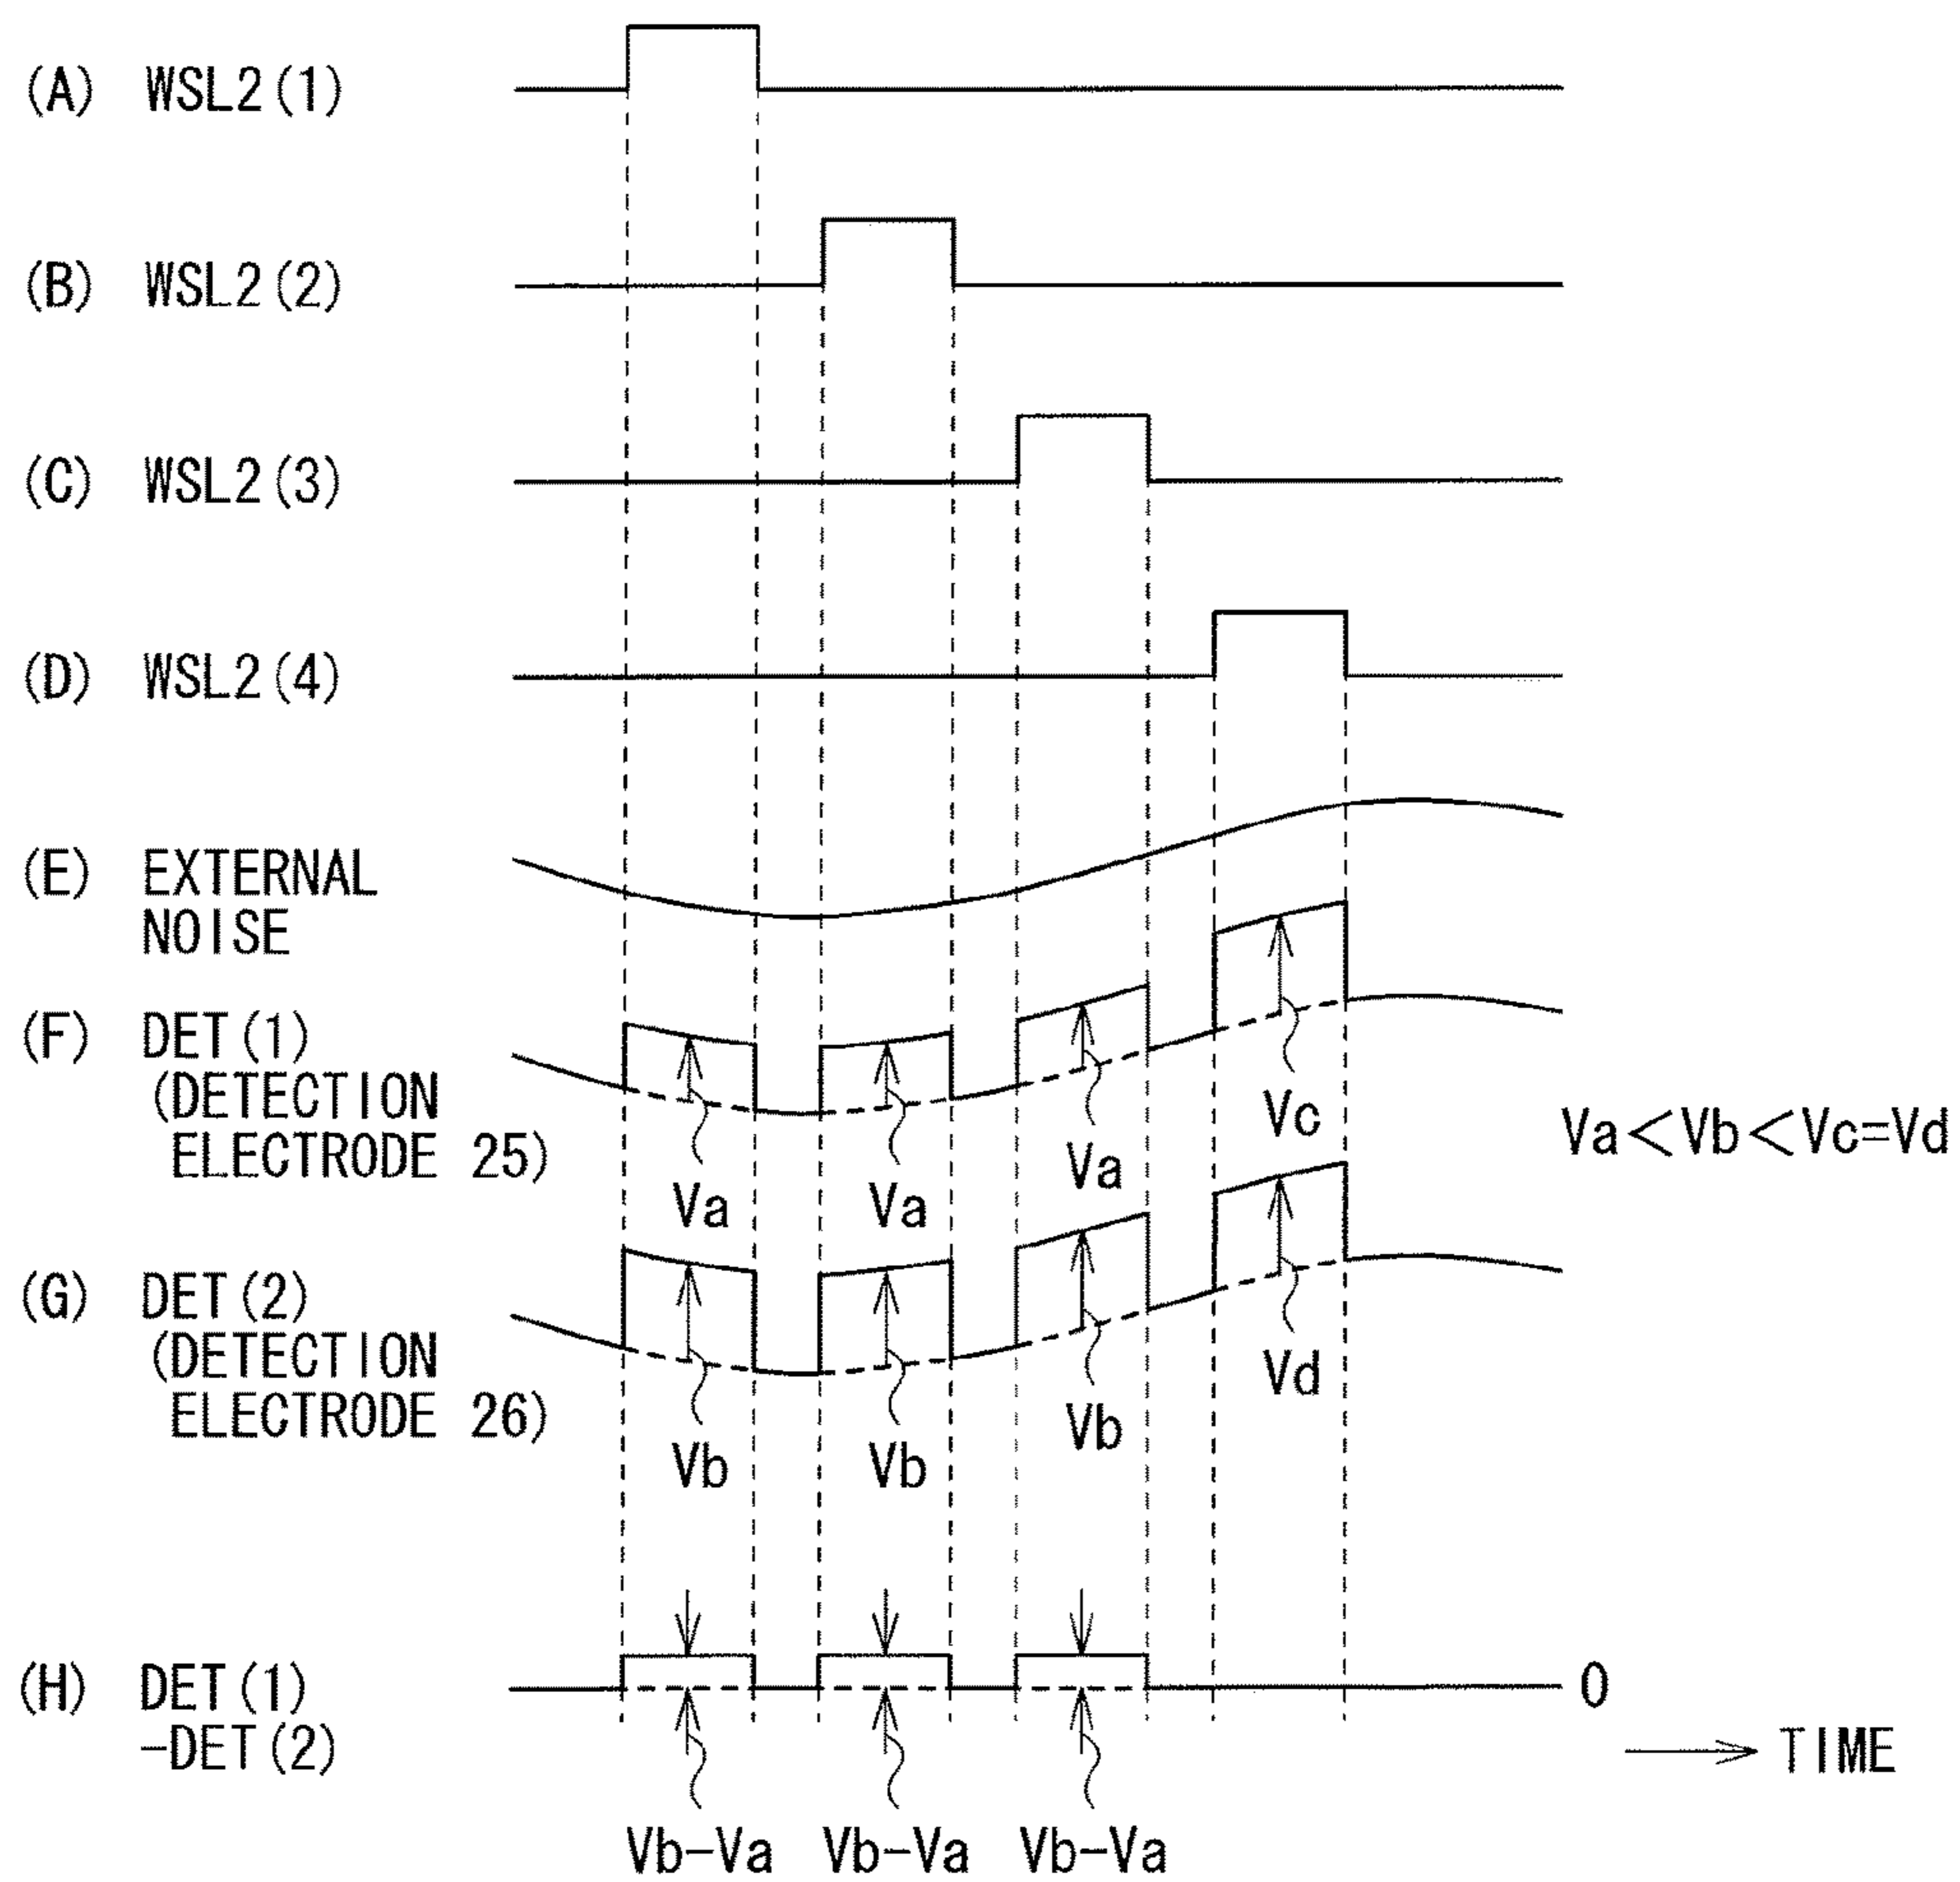 (A) WSL2(1)
(B) WSL2(2)
(C) WSL2(3)
(D) WSL2(4)
(E) EXTERNAL
NOISE
(F) DET(1)
(DETECTION
ELECTRODE 25)
Va
Va
Va
Vc
Va<Vb<Vc=Vd
(G) DET(2)
(DETECTION
ELECTRODE 26)
Vb
Vb
Vb
Vd
(H) DET(1)
-DET(2)
0
TIME
Vb-Va
Vb-Va
Vb-Va